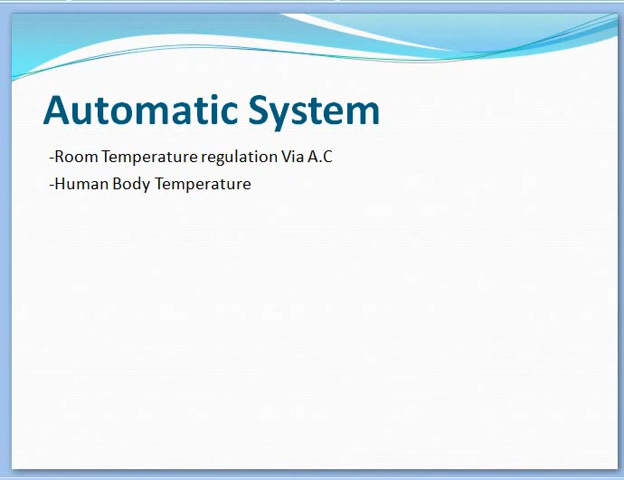 Automatic System
-Room Temperature regulation Via A.C
-Human Body Temperature